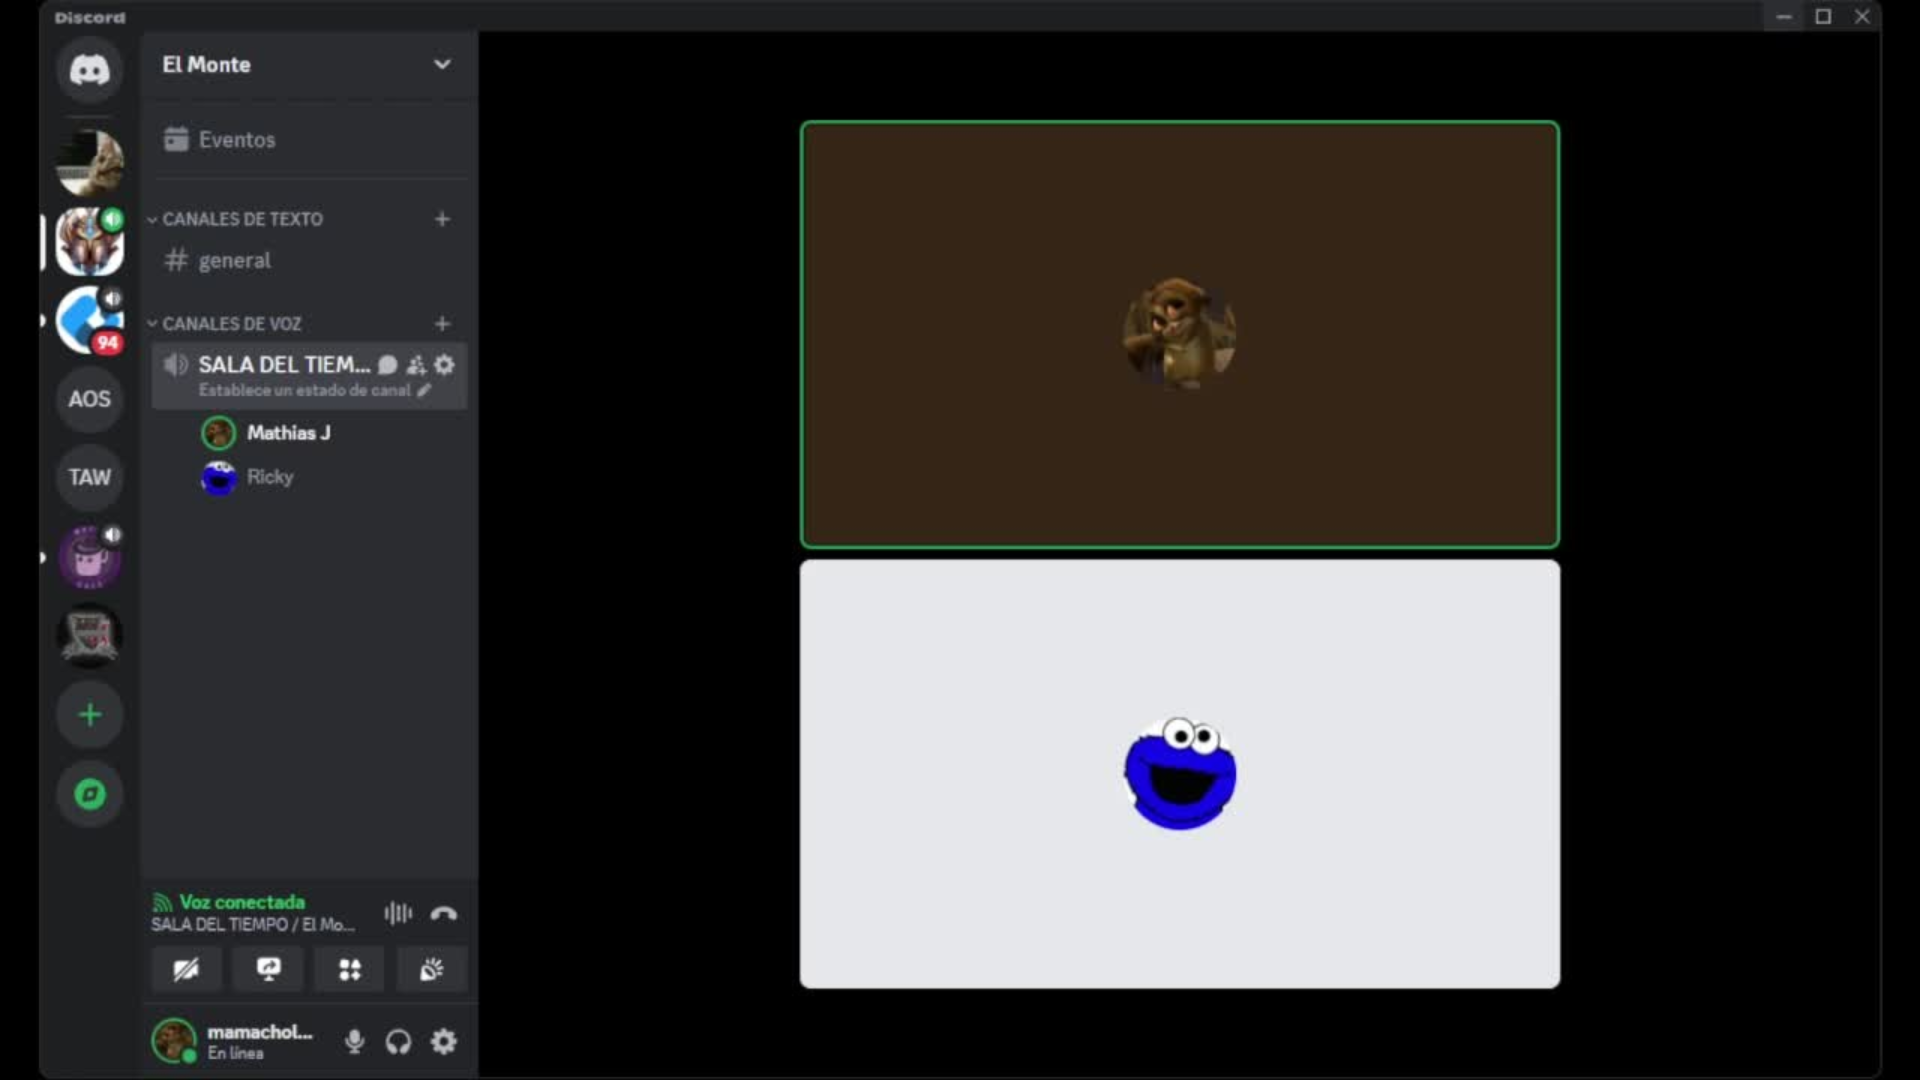 Discord
El Monte
Eventos
CANALES DE TEXTO
general
94
CANALES DE VOZ
AOS
SALA DEL TIEM...
Establece un estado de canal
Mathias J
TAW
Ricky
Voz conectada
SALA DEL TIEMPO / El Mo...
mamachol...
En línea